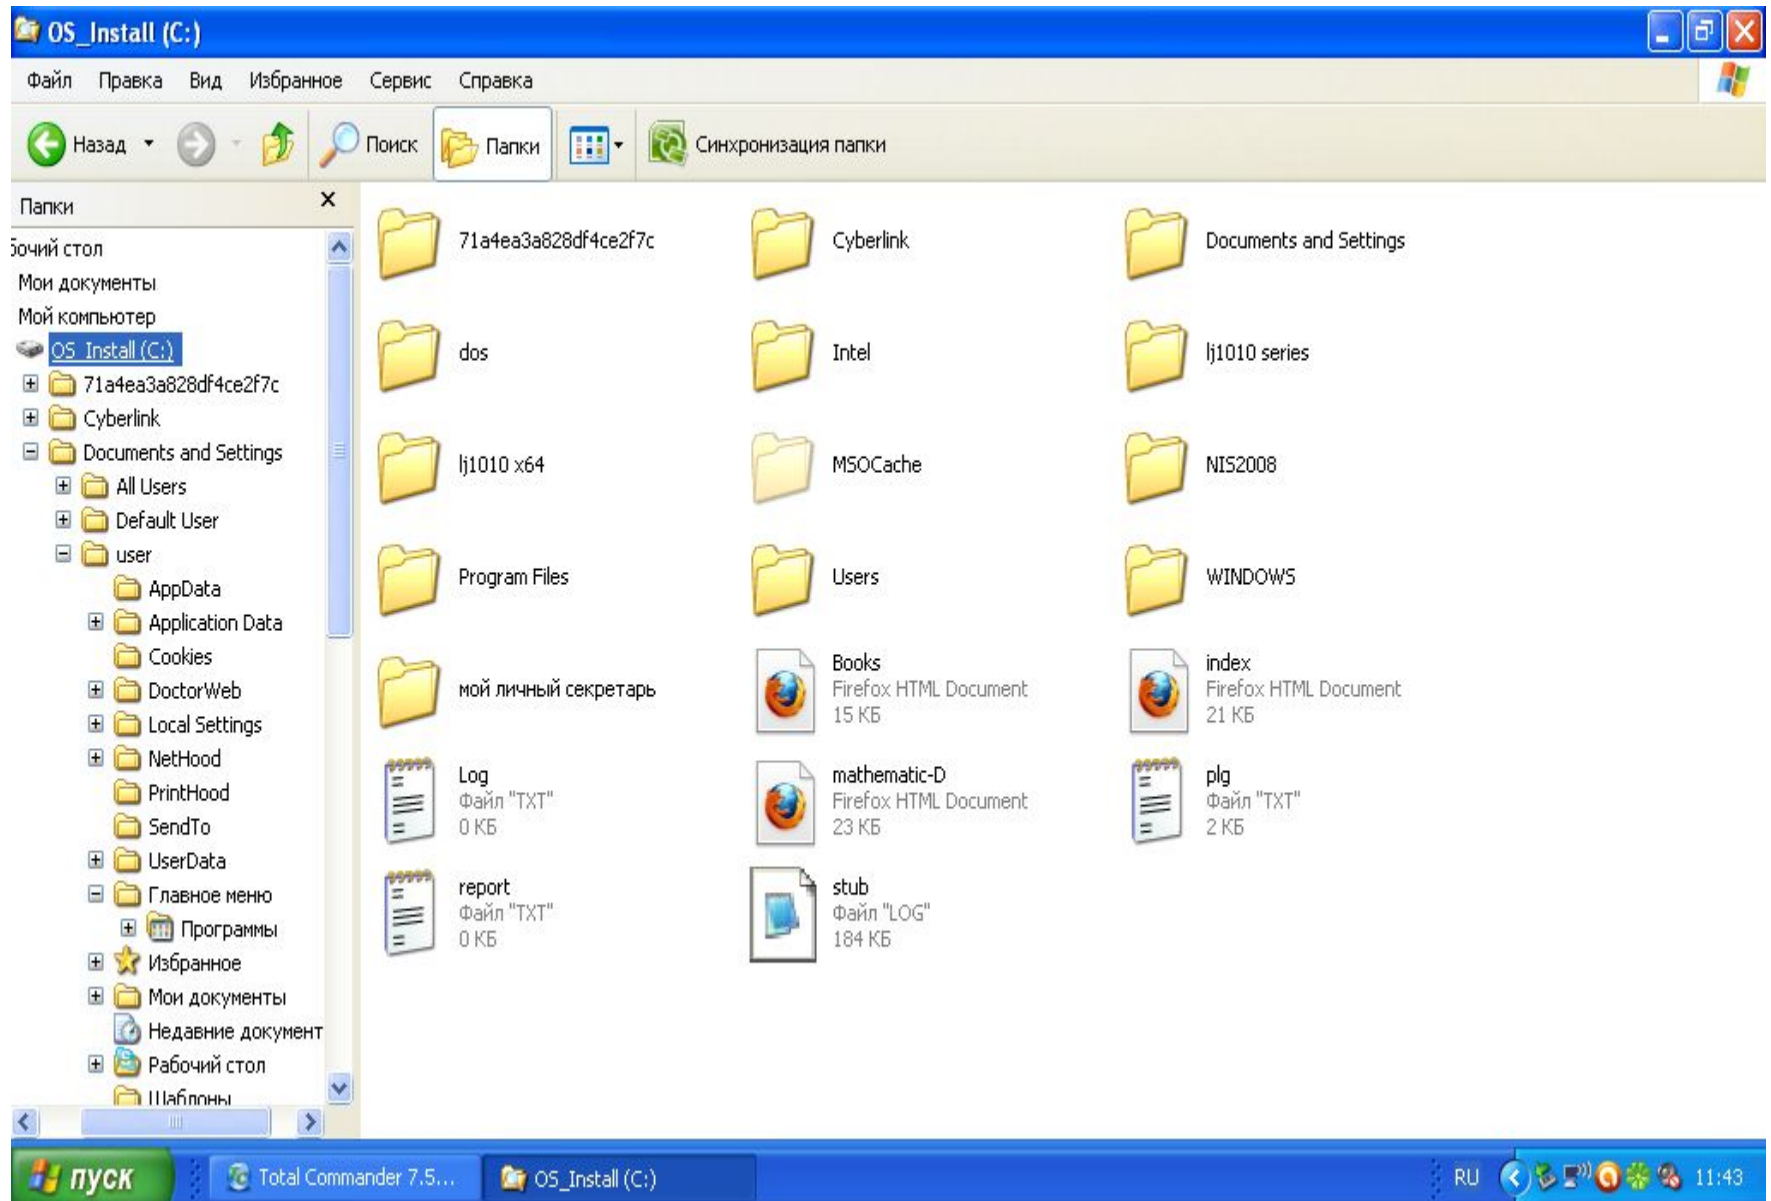 OS_Install (C:)
Файл Правка Вид Избранное Сервис Справка
Назад Поиск Папки Синхронизация папки
Папки
бочий стол
Мои документы
Мой компьютер
OS_Install (C:)
71a4ea3a828df4ce2f7c
Cyberlink
Documents and Settings
All Users
Default User
user
AppData
Application Data
Cookies
DoctorWeb
Local Settings
NetHood
PrintHood
SendTo
UserData
Главное меню
Программы
Избранное
Мои документы
Недавние документ
Рабочий стол
Шаблоны
71a4ea3a828df4ce2f7c
Cyberlink
Documents and Settings
dos
Intel
lj1010 series
lj1010 x64
MSOCache
NIS2008
Program Files
Users
WINDOWS
мой личный секретарь
Books
Firefox HTML Document
15 КБ
index
Firefox HTML Document
21 КБ
Log
Файл "TXT"
0 КБ
mathematic-D
Firefox HTML Document
23 КБ
plg
Файл "TXT"
2 КБ
report
Файл "TXT"
0 КБ
stub
Файл "LOG"
184 КБ
пуск Total Commander 7.5... OS_Install (C:) RU 11:43